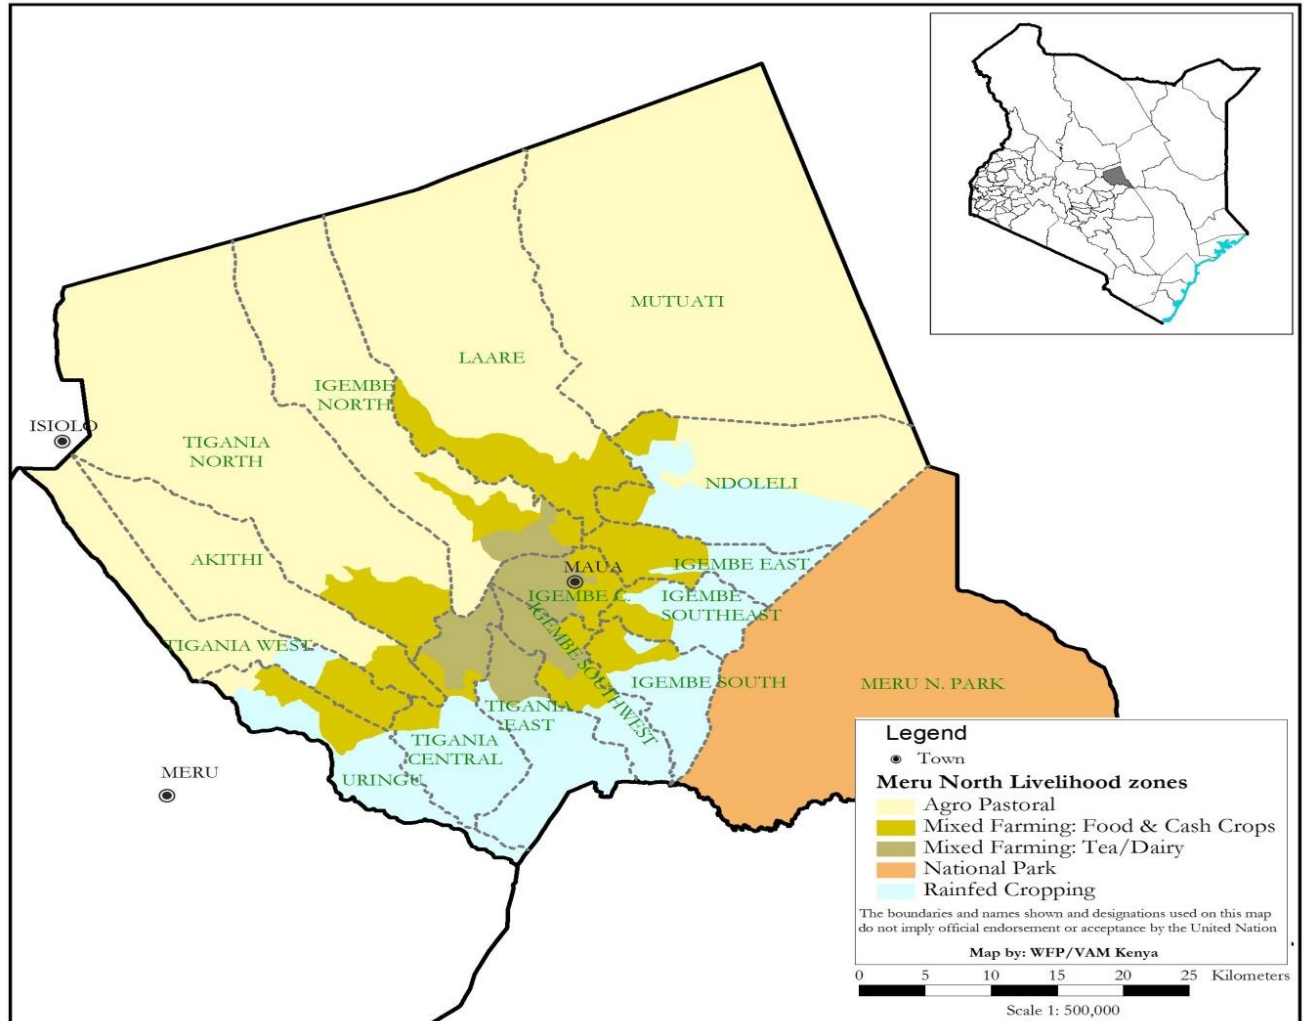 MUTUATI
LAARE
IGEMBE
NORTH
ISIOLO
TIGANIA
NORTH
NDOLELI
AKITHI
MAUA
IGEMBE EAST
IGEMBE C.
IGEMBE
SOUTHEAST
IGEMBE SOUTHWEST
TIGANIA WEST
IGEMBE SOUTH
MERU N. PARK
TIGANIA
EAST
TIGANIA
CENTRAL
MERU
URINGU
Legend
Town
Meru North Livelihood zones
Agro Pastoral
Mixed Farming: Food & Cash Crops
Mixed Farming: Tea/Dairy
National Park
Rainfed Cropping
The boundaries and names shown and designations used on this map
do not imply official endorsement or acceptance by the United Nation
Map by: WFP/VAM Kenya
0 5 10 15 20 25 Kilometers
Scale 1: 500,000